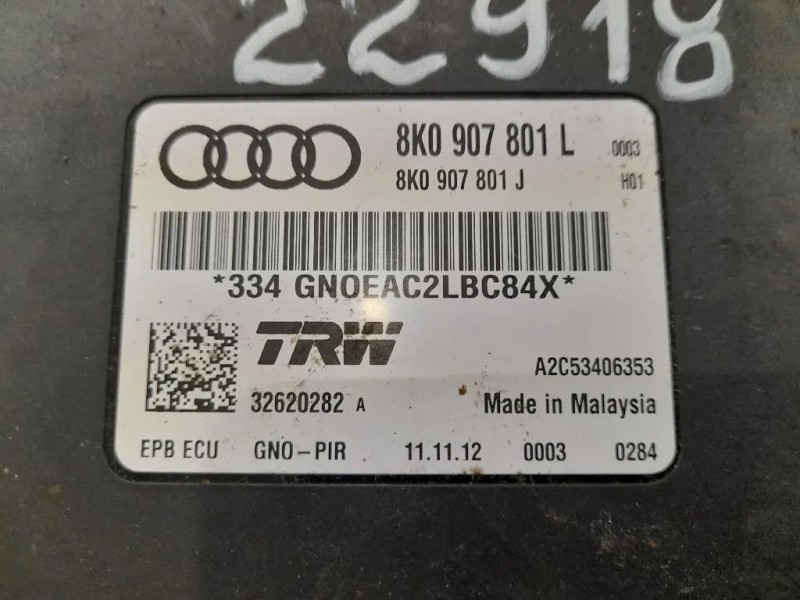 22918
8K0 907 801 L 0003
8K0 907 801 J H01
*334 GNOEAC2LBC84X*
TRW
A2C53406353
32620282 A Made in Malaysia
EPB ECU GNO-PIR 11.11.12 0003 0284